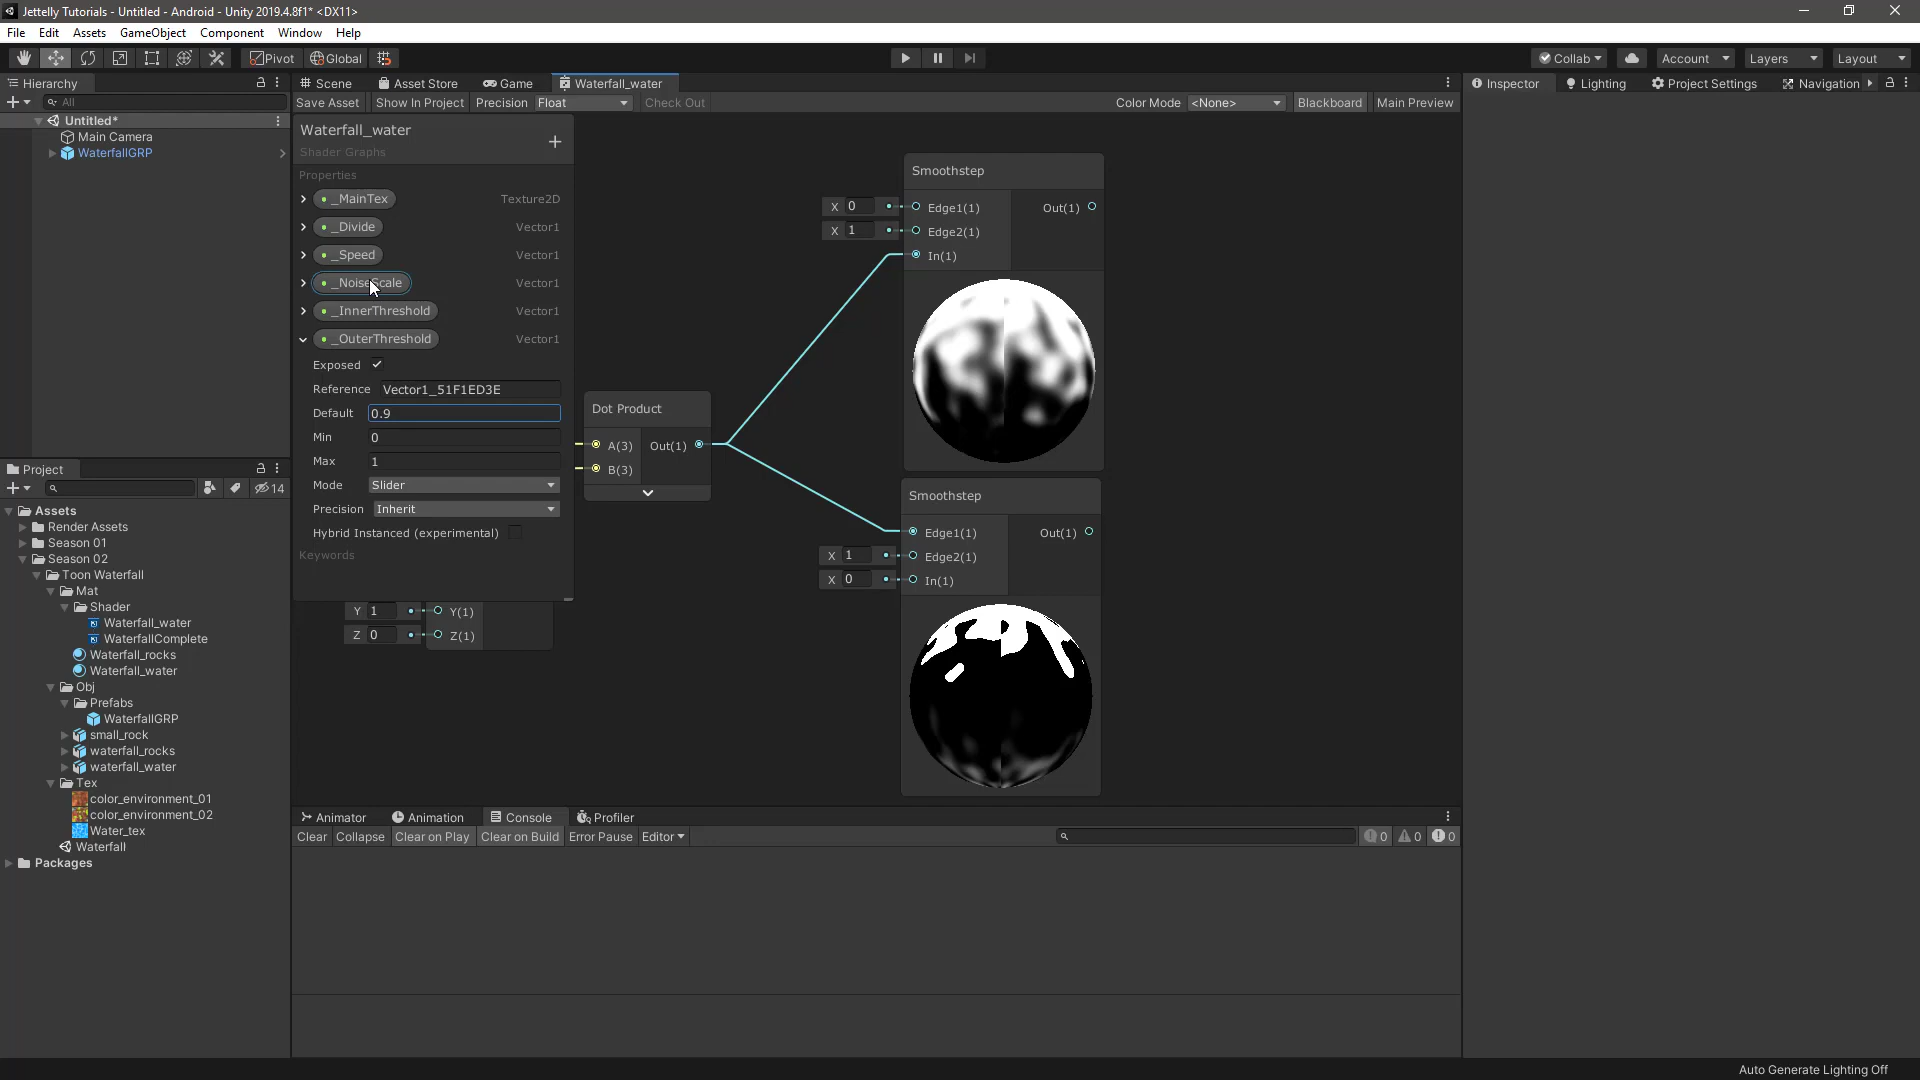 Jettelly Tutorials - Untitled - Android - Unity 2019.4.8f1* <DX11>
File Edit Assets GameObject Component Window Help
Pivot Global Collab Account Layers Layout
Hierarchy
All
Untitled*
Main Camera
WaterfallGRP
Scene Asset Store Game Waterfall_water
Save Asset Show In Project Precision Float Check Out Color Mode <None> Blackboard Main Preview
Waterfall_water
Shader Graphs
Properties
_MainTex Texture2D
_Divide Vector1
_Speed Vector1
_NoiseScale Vector1
_InnerThreshold Vector1
_OuterThreshold Vector1
Exposed
Reference Vector1_51F1ED3E
Default 0.9
Min 0
Max 1
Mode Slider
Precision Inherit
Hybrid Instanced (experimental)
Keywords
Y 1 Y(1)
Z 0 Z(1)
Dot Product
A(3) Out(1)
B(3)
Smoothstep
X 0 Edge1(1) Out(1)
X 1 Edge2(1)
In(1)
Smoothstep
Edge1(1) Out(1)
X 1 Edge2(1)
X 0 In(1)
Inspector Lighting Project Settings Navigation
Project
14
Assets
Render Assets
Season 01
Season 02
Toon Waterfall
Mat
Shader
Waterfall_water
WaterfallComplete
Waterfall_rocks
Waterfall_water
Obj
Prefabs
WaterfallGRP
small_rock
waterfall_rocks
waterfall_water
Tex
color_environment_01
color_environment_02
Water_tex
Waterfall
Packages
Animator Animation Console Profiler
Clear Collapse Clear on Play Clear on Build Error Pause Editor 0 0 0
Auto Generate Lighting Off